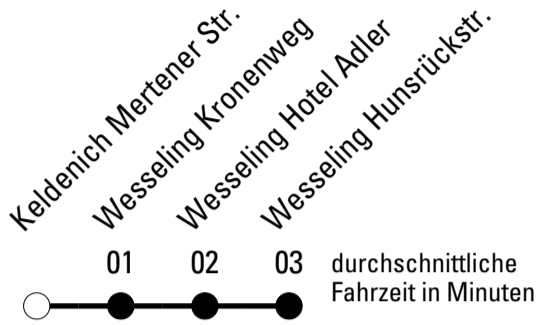 Keldenich Mertener Str.
Wesseling Kronenweg
Wesseling Hotel Adler
Wesseling Hunsrückstr.
01 02 03
durchschnittliche
Fahrzeit in Minuten